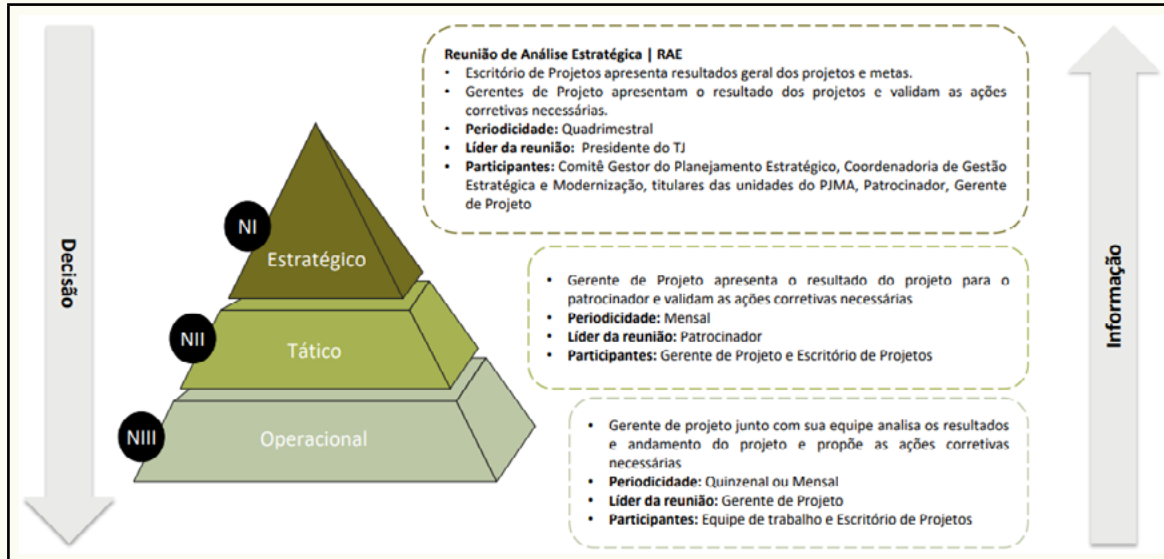 Decisão
NI
Estratégico
NII
Tático
NIII
Operacional
Reunião de Análise Estratégica | RAE
• Escritório de Projetos apresenta resultados geral dos projetos e metas.
• Gerentes de Projeto apresentam o resultado dos projetos e validam as ações
corretivas necessárias.
• Periodicidade: Quadrimestral
• Líder da reunião: Presidente do TJ
• Participantes: Comitê Gestor do Planejamento Estratégico, Coordenadoria de Gestão
Estratégica e Modernização, titulares das unidades do PJMA, Patrocinador, Gerente
de Projeto
• Gerente de Projeto apresenta o resultado do projeto para o
patrocinador e validam as ações corretivas necessárias
• Periodicidade: Mensal
• Líder da reunião: Patrocinador
• Participantes: Gerente de Projeto e Escritório de Projetos
• Gerente de projeto junto com sua equipe analisa os resultados
e andamento do projeto e propõe as ações corretivas
necessárias
• Periodicidade: Quinzenal ou Mensal
• Líder da reunião: Gerente de Projeto
• Participantes: Equipe de trabalho e Escritório de Projetos
Informação